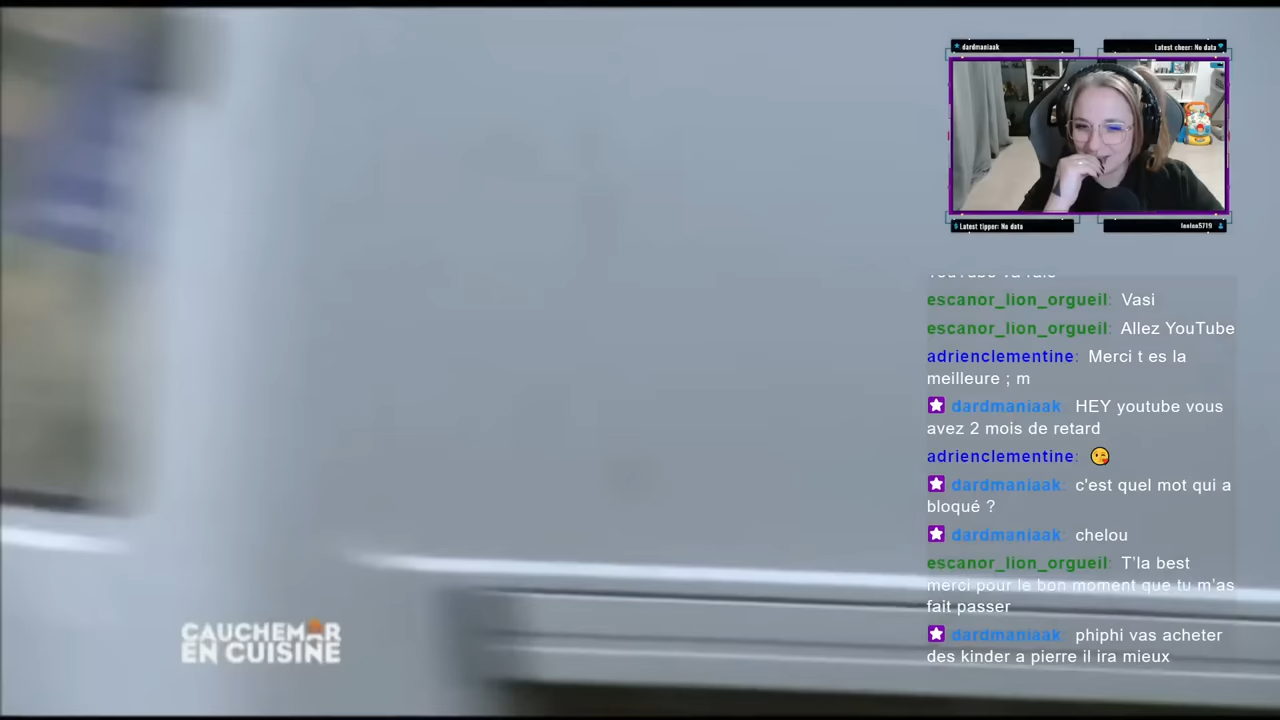 dardmaniaak
Latest cheer: No data
Latest tipper: No data
escanor_lion_orgueil: Vasi
escanor_lion_orgueil: Allez YouTube
adrienclementine: Merci t es la
meilleure ; m
dardmaniaak: HEY youtube vous
avez 2 mois de retard
adrienclementine: 😘
dardmaniaak: c'est quel mot qui a
bloqué ?
dardmaniaak: chelou
escanor_lion_orgueil: T'la best
merci pour le bon moment que tu m'as
fait passer
dardmaniaak: phiphi vas acheter
des kinder a pierre il ira mieux
CAUCHEMAR
EN CUISINE